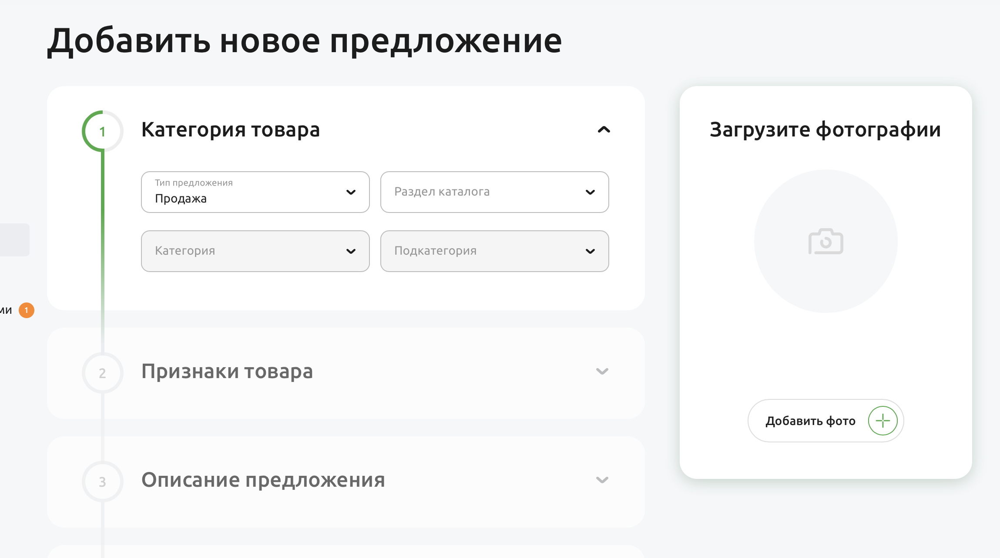 Добавить новое предложение
1
Категория товара
Тип предложения
Продажа
Раздел каталога
Категория
Подкатегория
ми 1
2
Признаки товара
3
Описание предложения
Загрузите фотографии
Добавить фото